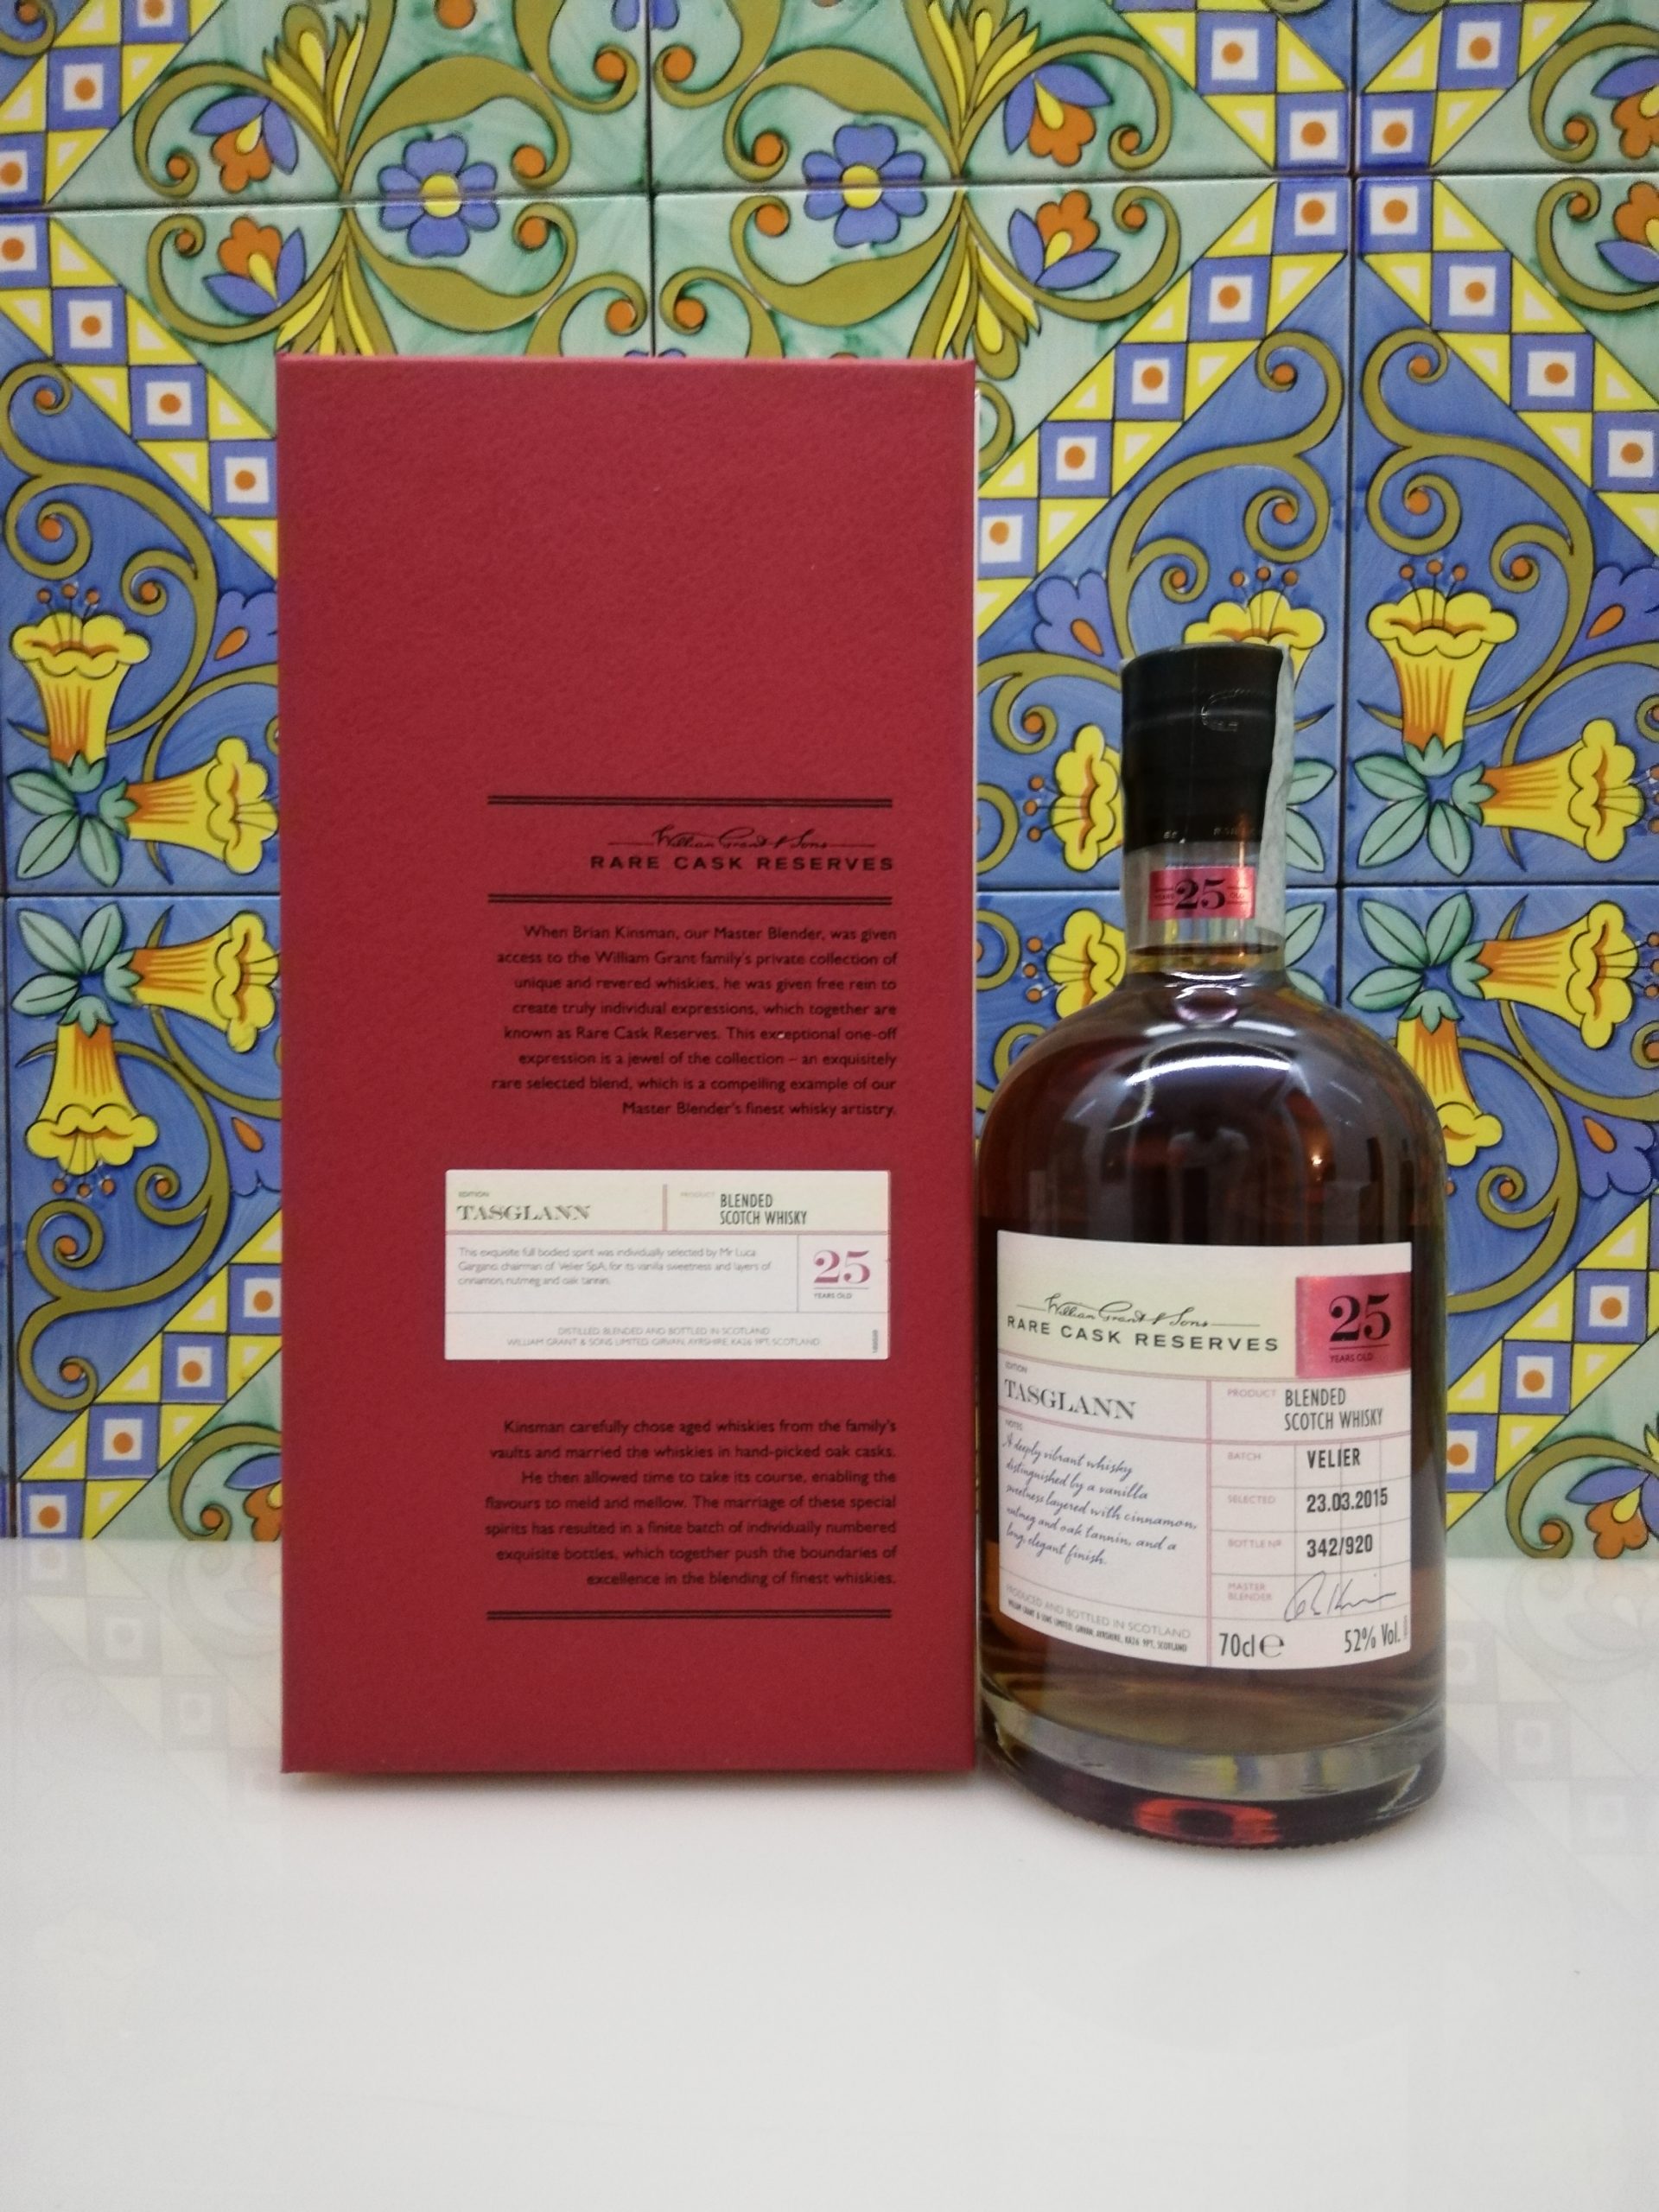 William Grant & Sons
RARE CASK RESERVES
When Brian Kinsman, our Master Blender, was given
access to the William Grant family's private collection of
unique and revered whiskies, he was given free rein to
create truly individual expressions, which together are
known as Rare Cask Reserves. This exceptional one-off
expression is a jewel of the collection – an exquisitely
rare selected blend, which is a compelling example of our
Master Blender's finest whisky artistry.
EDITION
TASGLANN
PRODUCT
BLENDED
SCOTCH WHISKY
This exquisite full bodied spirit was individually selected by Mr Luca
Gargano, chairman of Velier SpA, for its vanilla sweetness and layers of
cinnamon, nutmeg and oak tannin.
25
YEARS OLD
DISTILLED, BLENDED AND BOTTLED IN SCOTLAND
WILLIAM GRANT & SONS LIMITED, GIRVAN, AYRSHIRE, KA26 9PT, SCOTLAND
Kinsman carefully chose aged whiskies from the family's
vaults and married the whiskies in hand-picked oak casks.
He then allowed time to take its course, enabling the
flavours to meld and mellow. The marriage of these special
spirits has resulted in a finite batch of individually numbered
exquisite bottles, which together push the boundaries of
excellence in the blending of finest whiskies.
25
William Grant & Sons
RARE CASK RESERVES
25
YEARS OLD
EDITION
TASGLANN
PRODUCT
BLENDED
SCOTCH WHISKY
NOTES
A deeply vibrant whisky
distinguished by a vanilla
sweetness layered with cinnamon,
nutmeg and oak tannin, and a
long, elegant finish.
BATCH
VELIER
SELECTED
23.03.2015
BOTTLE Nº
342/920
MASTER
BLENDER
PRODUCED AND BOTTLED IN SCOTLAND
WILLIAM GRANT & SONS LIMITED, GIRVAN, AYRSHIRE, KA26 9PT, SCOTLAND
70cl e
52% Vol.